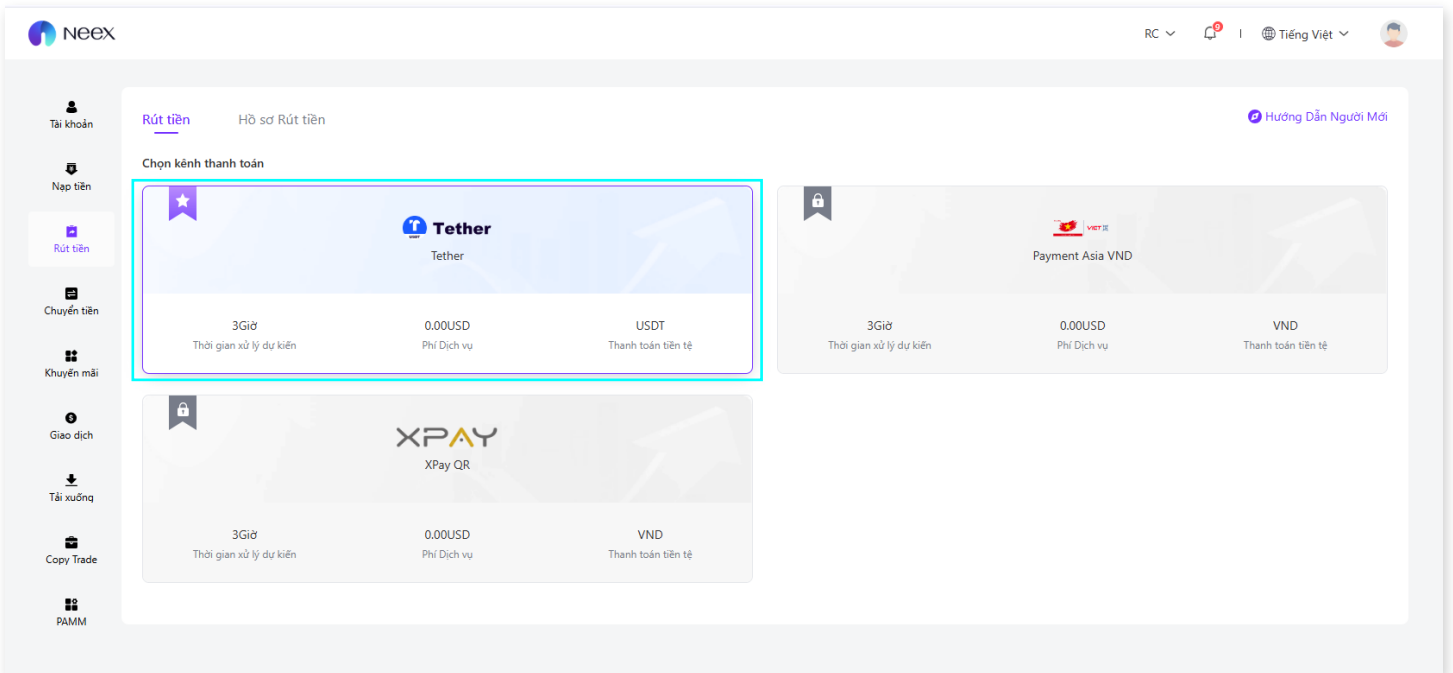 Neex
RC
9
Tiếng Việt
Tài khoản
Nạp tiền
Rút tiền
Chuyển tiền
Khuyến mãi
Giao dịch
Tải xuống
Copy Trade
PAMM
Rút tiền
Hồ sơ Rút tiền
Hướng Dẫn Người Mới
Chọn kênh thanh toán
Tether
Tether
3Giờ
0.00USD
USDT
Thời gian xử lý dự kiến
Phí Dịch vụ
Thanh toán tiền tệ
Payment Asia VND
3Giờ
0.00USD
VND
Thời gian xử lý dự kiến
Phí Dịch vụ
Thanh toán tiền tệ
XPAY
XPay QR
3Giờ
0.00USD
VND
Thời gian xử lý dự kiến
Phí Dịch vụ
Thanh toán tiền tệ